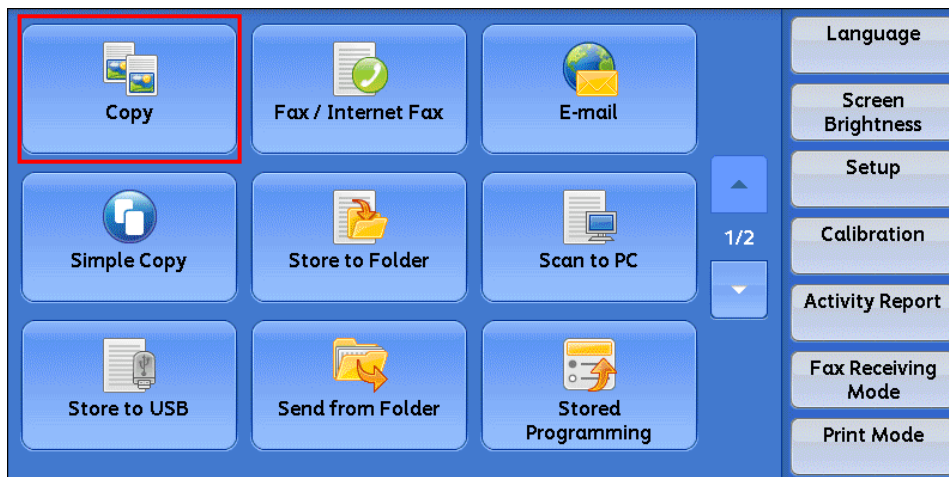 Copy
Fax / Internet Fax
E-mail
Simple Copy
Store to Folder
Scan to PC
Store to USB
Send from Folder
Stored
Programming
1/2
Language
Screen
Brightness
Setup
Calibration
Activity Report
Fax Receiving
Mode
Print Mode